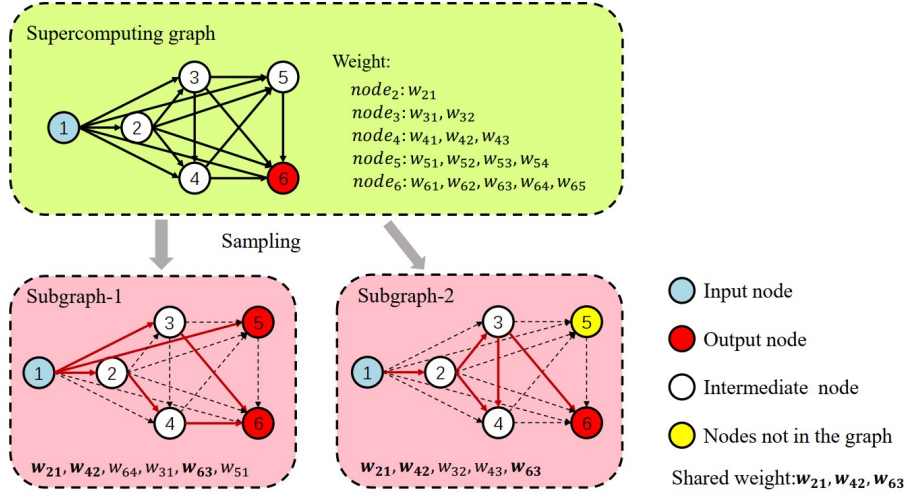 Supercomputing graph
Weight:
node₂: w₂₁
node₃: w₃₁, w₃₂
node₄: w₄₁, w₄₂, w₄₃
node₅: w₅₁, w₅₂, w₅₃, w₅₄
node₆: w₆₁, w₆₂, w₆₃, w₆₄, w₆₅
3
5
1
2
4
6
Sampling
Subgraph-1
3
5
1
2
4
6
w₂₁, w₄₂, w₆₄, w₃₁, w₆₃, w₅₁
Subgraph-2
3
5
1
2
4
6
w₂₁, w₄₂, w₃₂, w₄₃, w₆₃
Input node
Output node
Intermediate node
Nodes not in the graph
Shared weight:w₂₁, w₄₂, w₆₃